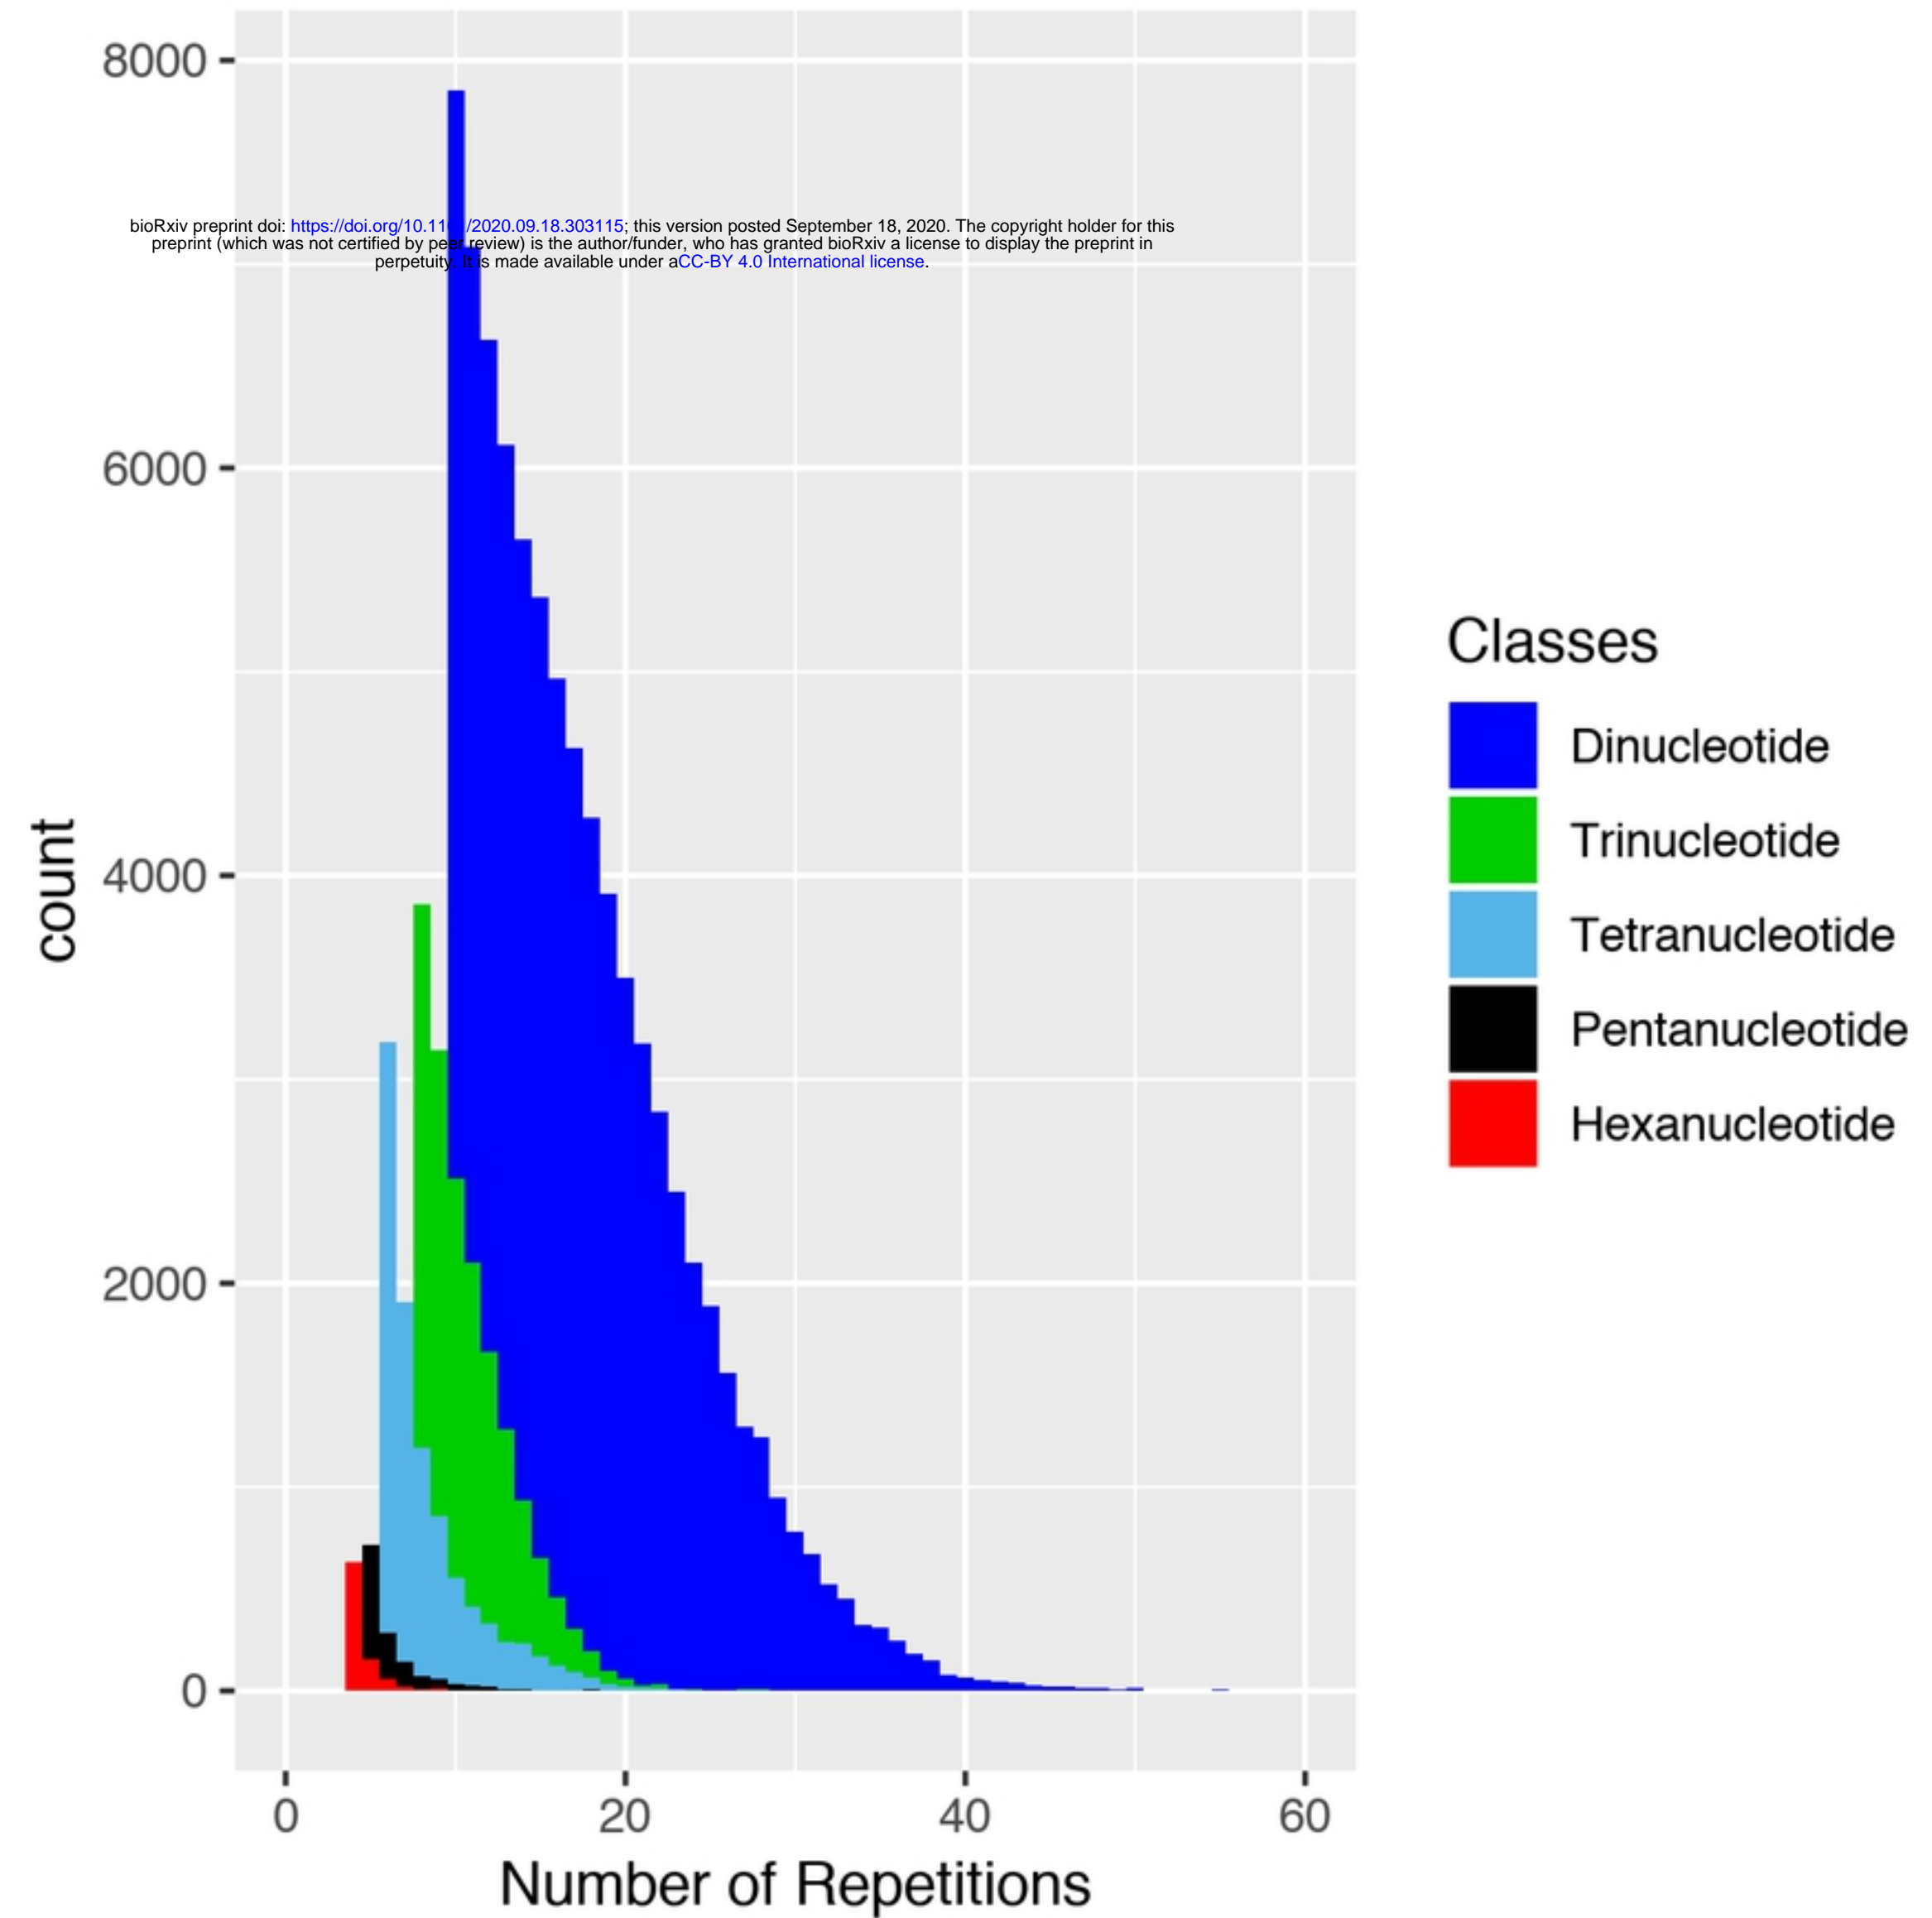 8000
bioRxiv preprint doi: https://doi.org/10.1101/2020.09.18.303115; this version posted September 18, 2020. The copyright holder for this
preprint (which was not certified by peer review) is the author/funder, who has granted bioRxiv a license to display the preprint in
perpetuity. It is made available under aCC-BY 4.0 International license.
6000
4000
2000
0
count
0 20 40 60
Number of Repetitions
Classes
Dinucleotide
Trinucleotide
Tetranucleotide
Pentanucleotide
Hexanucleotide